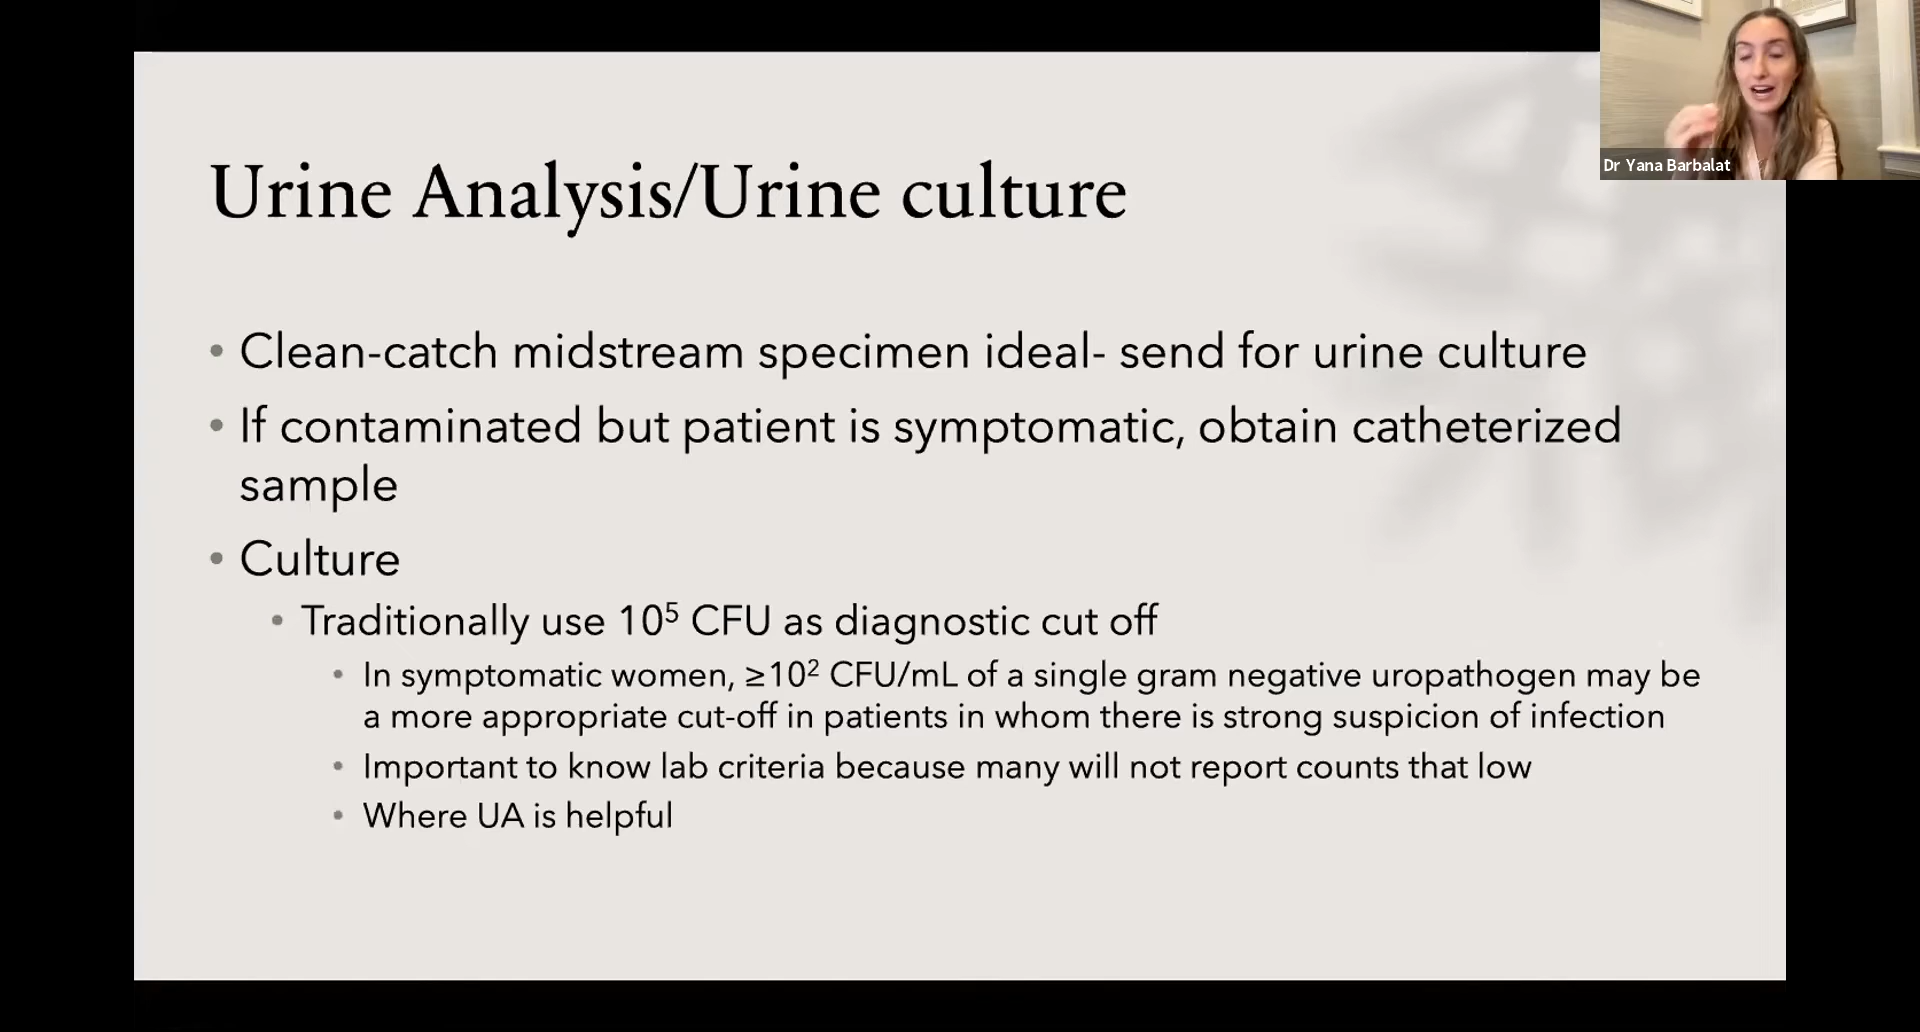 Dr Yana Barbalat
Urine Analysis/Urine culture
• Clean-catch midstream specimen ideal- send for urine culture
• If contaminated but patient is symptomatic, obtain catheterized
sample
• Culture
• Traditionally use 10⁵ CFU as diagnostic cut off
• In symptomatic women, ≥10² CFU/mL of a single gram negative uropathogen may be
a more appropriate cut-off in patients in whom there is strong suspicion of infection
• Important to know lab criteria because many will not report counts that low
• Where UA is helpful